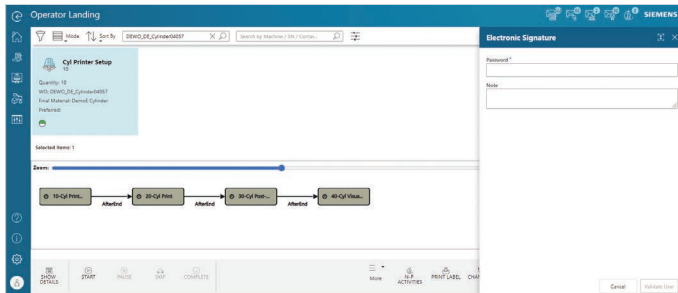 Operator Landing
SIEMENS
Mode
Sort By
DEWO_DE_Cylinder04057
Search by Machine / SN / Contai...
Cyl Printer Setup
10
Quantity: 10
WO: DEWO_DE_Cylinder04057
Final Material: DemoE Cylinder
Preferred:
Selected Items: 1
Zoom:
10-Cyl Print...
AfterEnd
20-Cyl Print
AfterEnd
30-Cyl Post-...
AfterEnd
40-Cyl Visua...
SHOW DETAILS
START
PAUSE
SKIP
COMPLETE
More
N-P ACTIVITIES
PRINT LABEL
Electronic Signature
Password *
Note
Cancel
Validate User